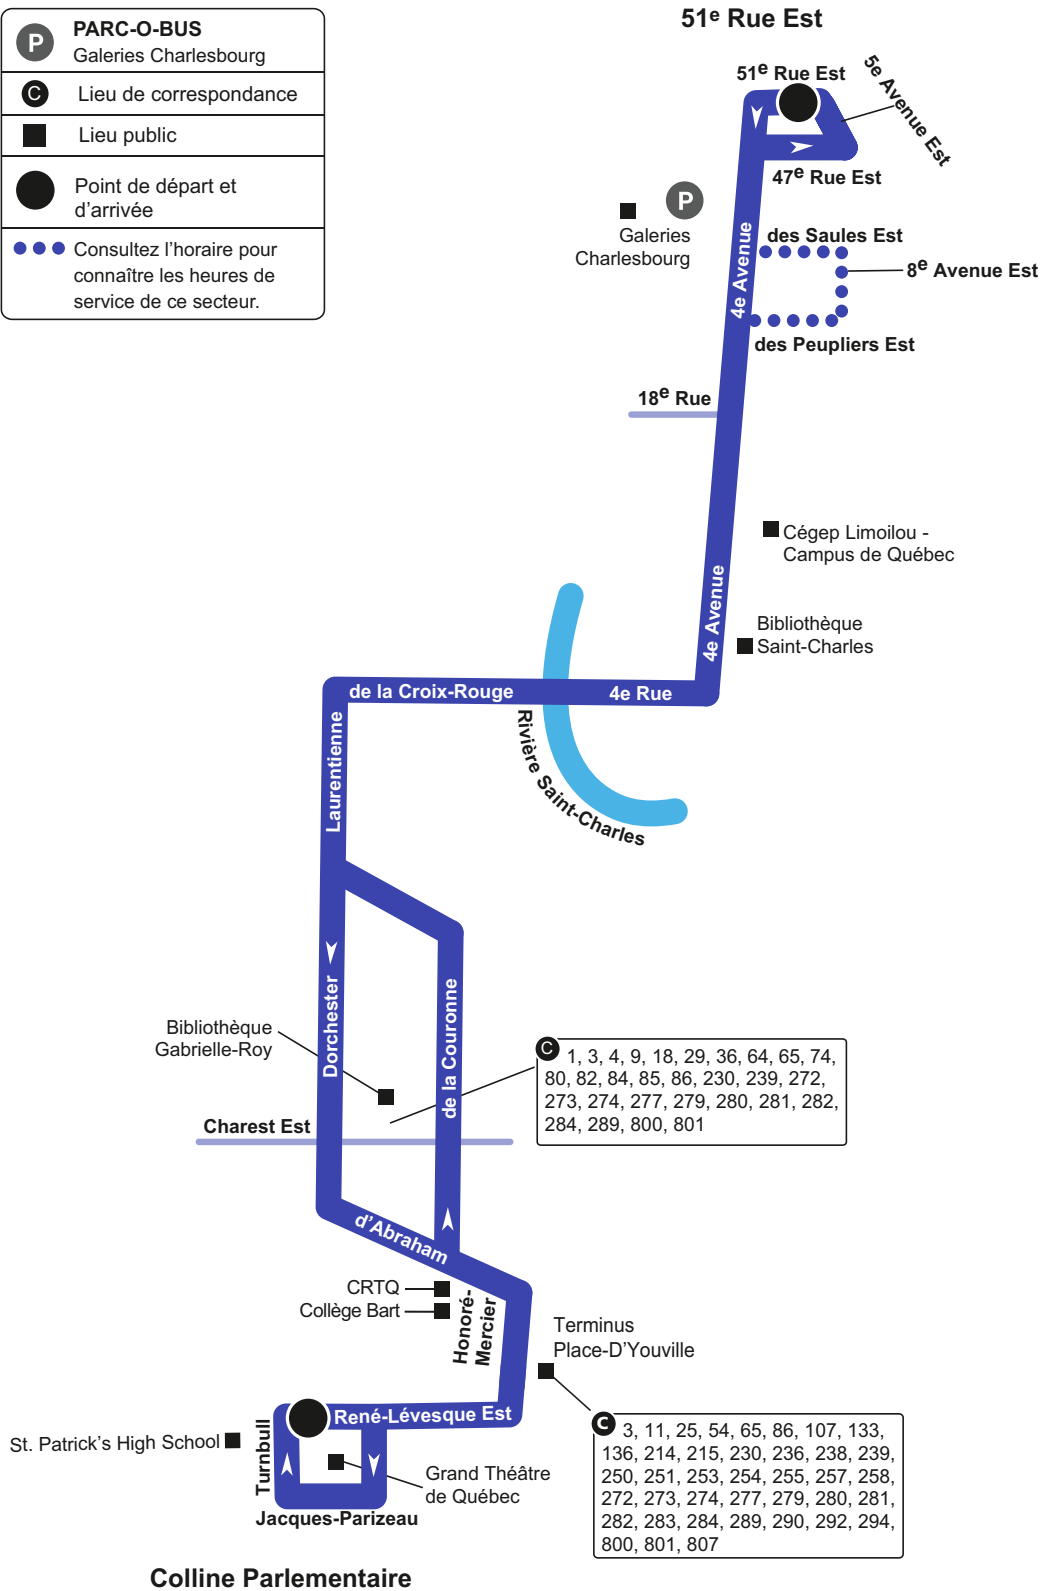 P PARC-O-BUS
Galeries Charlesbourg
C Lieu de correspondance
Lieu public
Point de départ et
d’arrivée
Consultez l’horaire pour
connaître les heures de
service de ce secteur.
51e Rue Est
51e Rue Est
5e Avenue Est
47e Rue Est
P
Galeries
Charlesbourg
4e Avenue
des Saules Est
8e Avenue Est
des Peupliers Est
18e Rue
Cégep Limoilou -
Campus de Québec
4e Avenue
Bibliothèque
Saint-Charles
de la Croix-Rouge
4e Rue
Rivière Saint-Charles
Laurentienne
Dorchester
de la Couronne
Bibliothèque
Gabrielle-Roy
C 1, 3, 4, 9, 18, 29, 36, 64, 65, 74,
80, 82, 84, 85, 86, 230, 239, 272,
273, 274, 277, 279, 280, 281, 282,
284, 289, 800, 801
Charest Est
d’Abraham
CRTQ
Collège Bart
Honoré-
Mercier
Terminus
Place-D’Youville
C 3, 11, 25, 54, 65, 86, 107, 133,
136, 214, 215, 230, 236, 238, 239,
250, 251, 253, 254, 255, 257, 258,
272, 273, 274, 277, 279, 280, 281,
282, 283, 284, 289, 290, 292, 294,
800, 801, 807
René-Lévesque Est
Turnbull
St. Patrick’s High School
Grand Théâtre
de Québec
Jacques-Parizeau
Colline Parlementaire